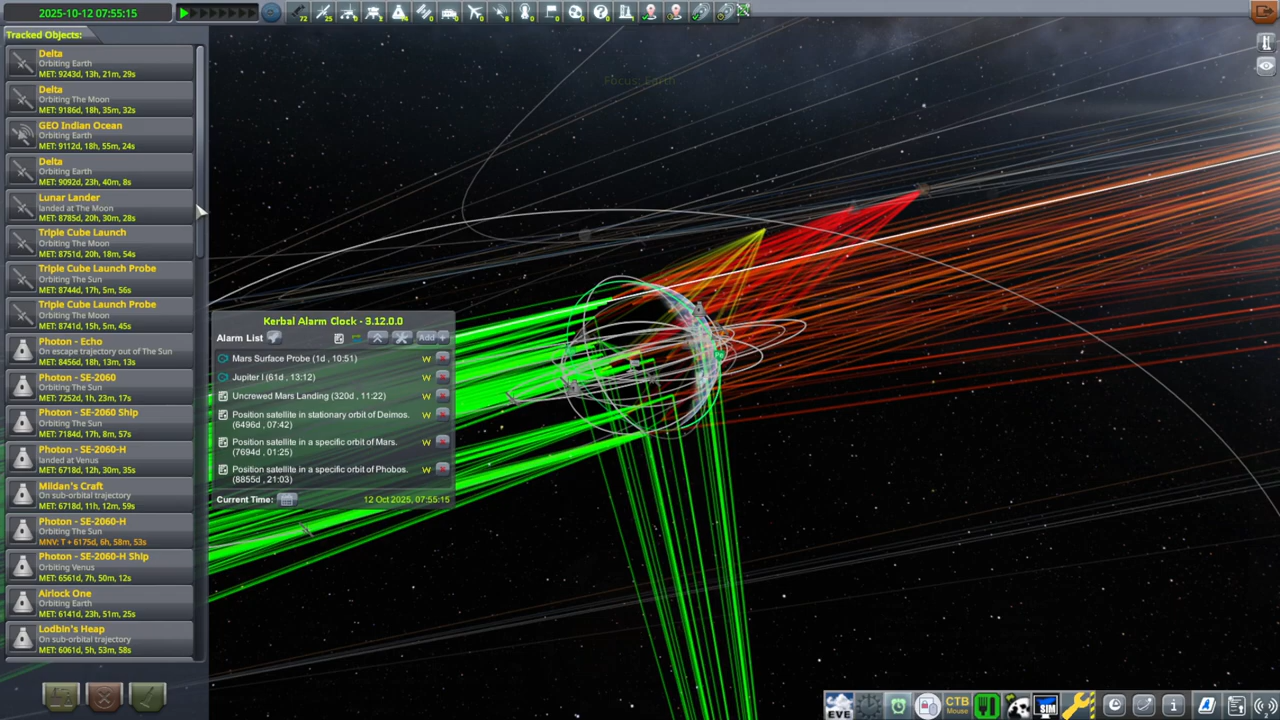 2025-10-12 07:55:15
72
25
6
2
14
1
Tracked Objects:
Focus: Earth
Delta
Orbiting Earth
MET: 9243d, 13h, 21m, 29s
Delta
Orbiting The Moon
MET: 9186d, 18h, 35m, 32s
GEO Indian Ocean
Orbiting Earth
MET: 9112d, 18h, 55m, 24s
Delta
Orbiting Earth
MET: 9092d, 23h, 40m, 8s
Lunar Lander
landed at The Moon
MET: 8785d, 20h, 30m, 28s
Triple Cube Launch
Orbiting The Moon
MET: 8751d, 20h, 18m, 54s
Triple Cube Launch Probe
Orbiting The Sun
MET: 8744d, 17h, 5m, 56s
Triple Cube Launch Probe
Orbiting The Moon
MET: 8741d, 15h, 5m, 45s
Photon - Echo
On escape trajectory out of The Sun
MET: 8456d, 18h, 13m, 13s
Photon - SE-2060
Orbiting The Sun
MET: 7252d, 1h, 23m, 17s
Photon - SE-2060 Ship
Orbiting The Sun
MET: 7184d, 17h, 8m, 57s
Photon - SE-2060-H
landed at Venus
MET: 6718d, 12h, 30m, 35s
Mildan's Craft
On sub-orbital trajectory
MET: 6718d, 11h, 12m, 59s
Photon - SE-2060-H
Orbiting The Sun
MNV: T + 6175d, 6h, 58m, 53s
Photon - SE-2060-H Ship
Orbiting Venus
MET: 6561d, 7h, 50m, 12s
Airlock One
Orbiting Earth
MET: 6141d, 23h, 51m, 25s
Lodbin's Heap
On sub-orbital trajectory
MET: 6061d, 5h, 53m, 58s
Kerbal Alarm Clock - 3.12.0.0
Alarm List
Add +
Mars Surface Probe (1d , 10:51) W
Jupiter I (61d , 13:12) W
Uncrewed Mars Landing (320d , 11:22) W
Position satellite in stationary orbit of Deimos. W
(6496d , 07:42)
Position satellite in a specific orbit of Mars. W
(7694d , 01:25)
Position satellite in a specific orbit of Phobos. W
(8855d , 21:03)
Current Time: 12 Oct 2025, 07:55:15
Pe
EVE
CTB
Mouse
SIM